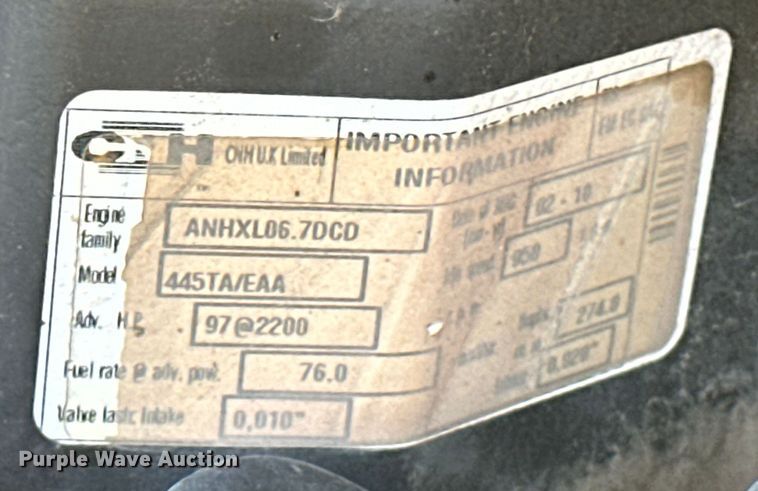 CNH CNH U.K Limited
IMPORTANT ENGINE
INFORMATION
Engine
family
ANHXL06.7DCD
02 - 10
Model
445TA/EAA
950
Adv. H.P.
97@2200
274.0
Fuel rate @ adv. pow.
76.0
Valve lash: Intake
0,010"
0,020"
Purple Wave Auction